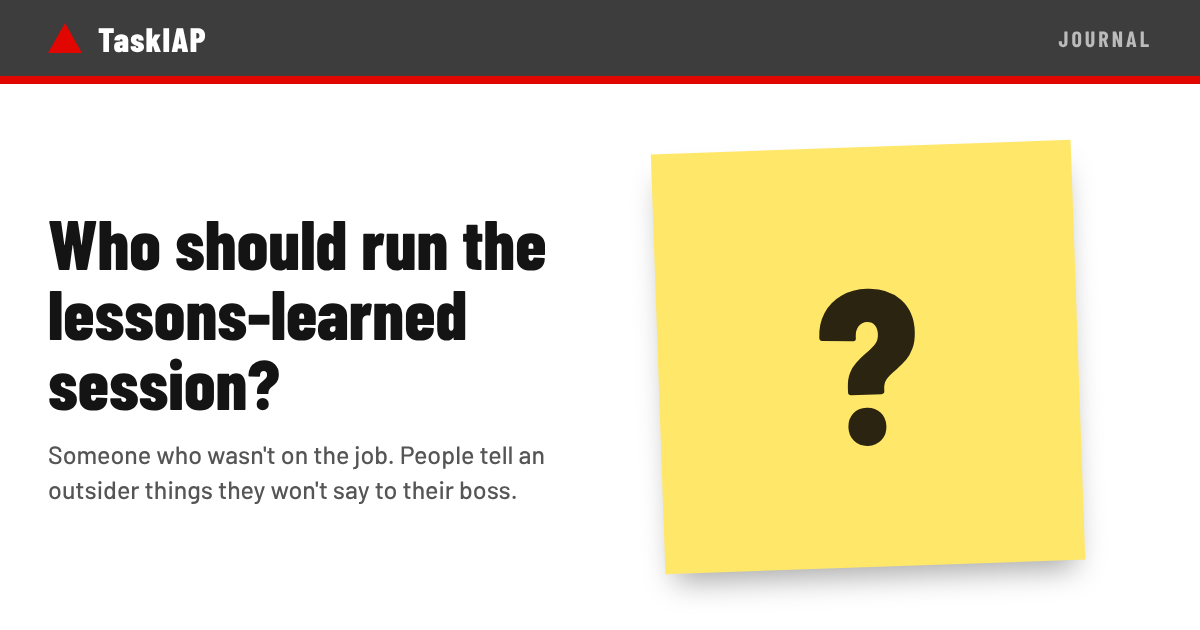 TaskIAP
JOURNAL
Who should run the
lessons-learned
session?
Someone who wasn't on the job. People tell an
outsider things they won't say to their boss.
?